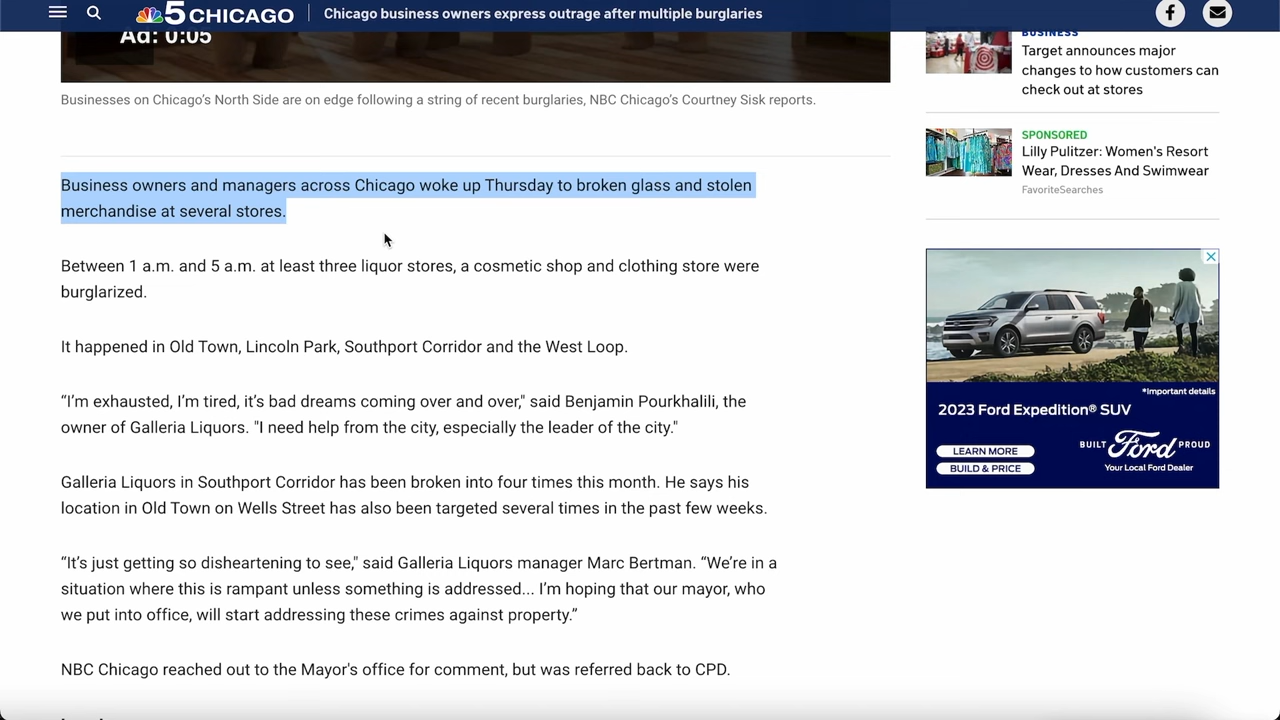 5 CHICAGO
Chicago business owners express outrage after multiple burglaries
Ad: 0:05
Businesses on Chicago’s North Side are on edge following a string of recent burglaries, NBC Chicago’s Courtney Sisk reports.
Business owners and managers across Chicago woke up Thursday to broken glass and stolen
merchandise at several stores.
Between 1 a.m. and 5 a.m. at least three liquor stores, a cosmetic shop and clothing store were
burglarized.
It happened in Old Town, Lincoln Park, Southport Corridor and the West Loop.
“I’m exhausted, I’m tired, it’s bad dreams coming over and over," said Benjamin Pourkhalili, the
owner of Galleria Liquors. "I need help from the city, especially the leader of the city."
Galleria Liquors in Southport Corridor has been broken into four times this month. He says his
location in Old Town on Wells Street has also been targeted several times in the past few weeks.
“It’s just getting so disheartening to see," said Galleria Liquors manager Marc Bertman. “We’re in a
situation where this is rampant unless something is addressed... I’m hoping that our mayor, who
we put into office, will start addressing these crimes against property.”
NBC Chicago reached out to the Mayor's office for comment, but was referred back to CPD.
BUSINESS
Target announces major
changes to how customers can
check out at stores
SPONSORED
Lilly Pulitzer: Women's Resort
Wear, Dresses And Swimwear
FavoriteSearches
*Important details
2023 Ford Expedition® SUV
LEARN MORE
BUILD & PRICE
BUILT Ford PROUD
Your Local Ford Dealer